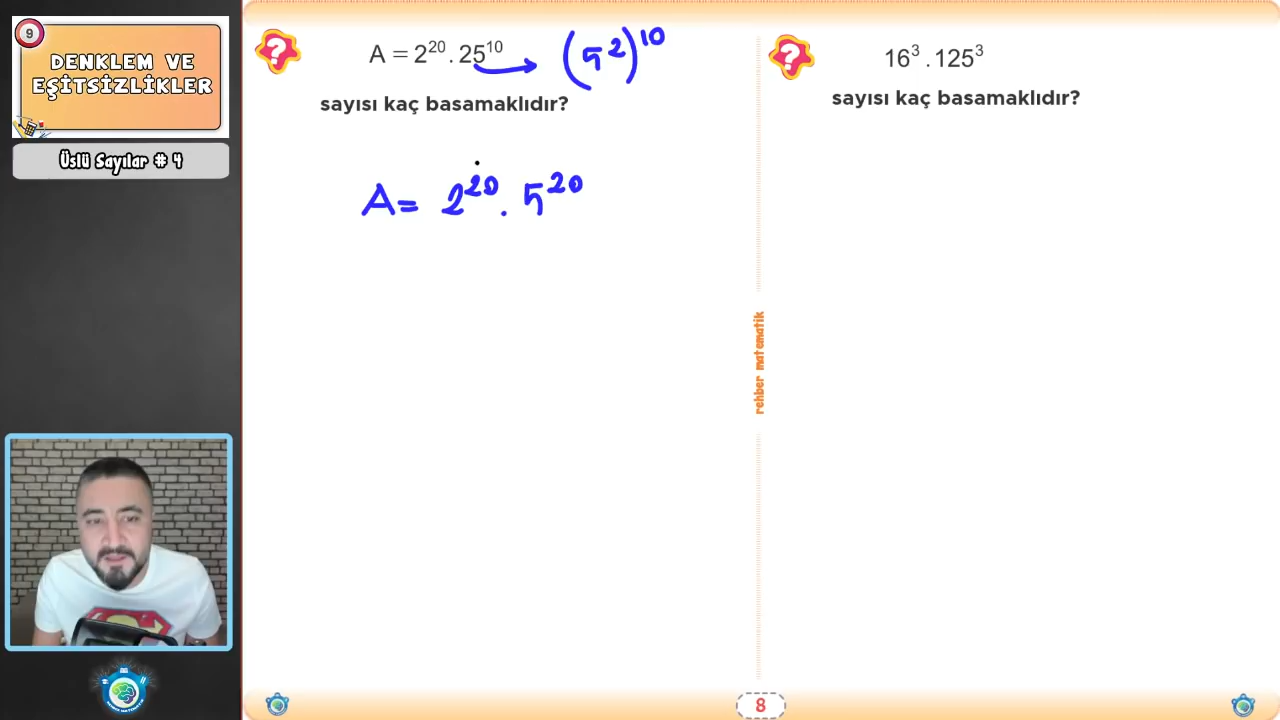 9
DENKLEM VE
EŞİTSİZLİKLER
Üslü Sayılar # 4
A = 2²⁰ . 25¹⁰
(5²)¹⁰
sayısı kaç basamaklıdır?
A = 2²⁰ . 5²⁰
16³ . 125³
sayısı kaç basamaklıdır?
rehber matematik
8